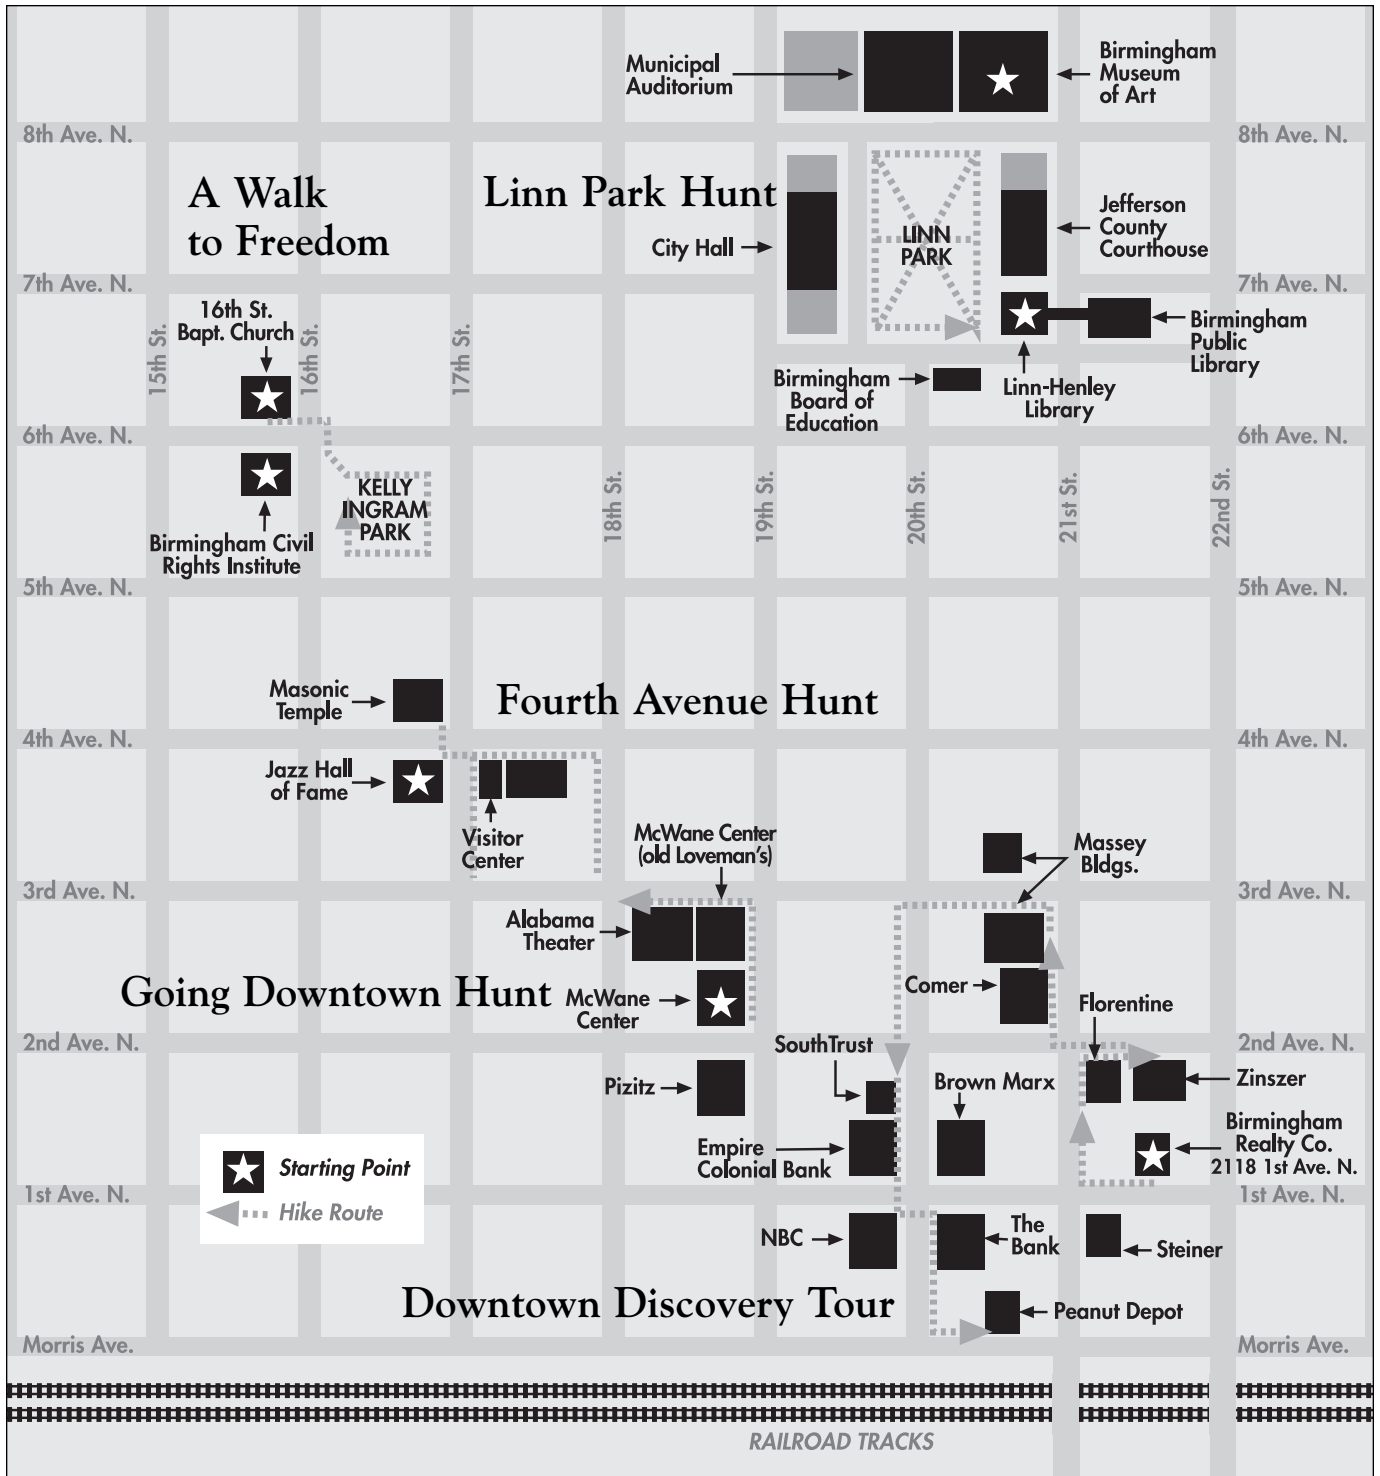 Municipal
Auditorium
Birmingham
Museum
of Art
8th Ave. N.
8th Ave. N.
A Walk
to Freedom
Linn Park Hunt
City Hall
LINN
PARK
Jefferson
County
Courthouse
7th Ave. N.
7th Ave. N.
16th St.
Bapt. Church
15th St.
16th St.
17th St.
Birmingham
Public
Library
Birmingham
Board of
Education
Linn-Henley
Library
6th Ave. N.
6th Ave. N.
KELLY
INGRAM
PARK
18th St.
19th St.
20th St.
21st St.
22nd St.
Birmingham Civil
Rights Institute
5th Ave. N.
5th Ave. N.
Masonic
Temple
Fourth Avenue Hunt
4th Ave. N.
4th Ave. N.
Jazz Hall
of Fame
Visitor
Center
McWane Center
(old Loveman's)
Massey
Bldgs.
3rd Ave. N.
3rd Ave. N.
Alabama
Theater
Going Downtown Hunt
McWane
Center
Comer
Florentine
2nd Ave. N.
2nd Ave. N.
SouthTrust
Pizitz
Brown Marx
Zinszer
Empire
Colonial Bank
Birmingham
Realty Co.
2118 1st Ave. N.
Starting Point
Hike Route
1st Ave. N.
1st Ave. N.
NBC
The
Bank
Steiner
Downtown Discovery Tour
Peanut Depot
Morris Ave.
Morris Ave.
RAILROAD TRACKS